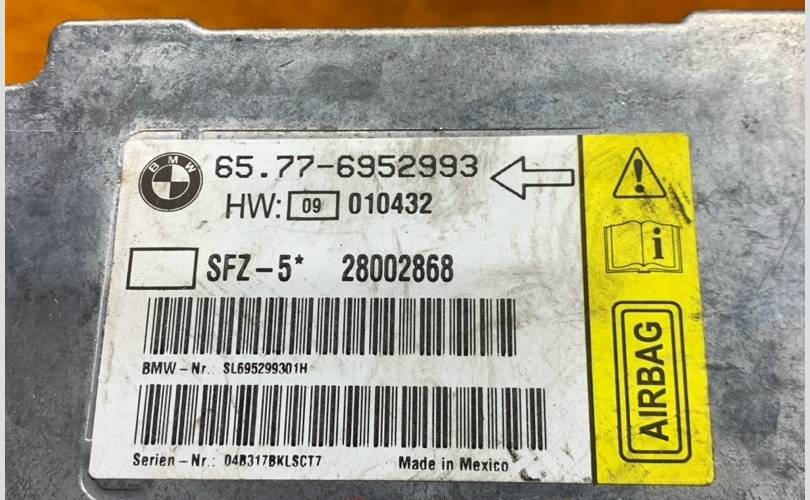 BMW
65.77-6952993
HW: 09 010432
SFZ-5* 28002868
BMW-Nr.: SL695299301H
Serien-Nr.: 04B317BKLSCT7 Made in Mexico
i
AIRBAG